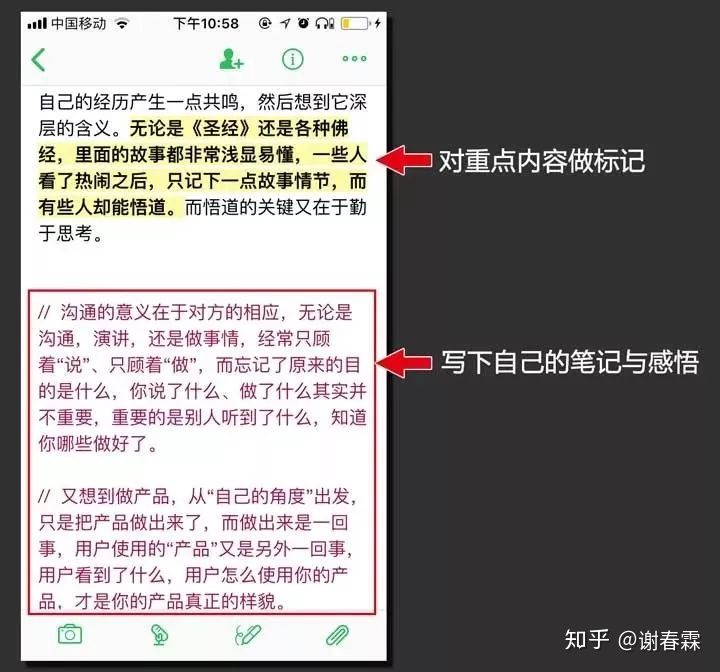 中国移动
下午10:58
自己的经历产生一点共鸣，然后想到它深
层的含义。无论是《圣经》还是各种佛
经，里面的故事都非常浅显易懂，一些人
看了热闹之后，只记下一点故事情节，而
有些人却能悟道。而悟道的关键又在于勤
于思考。
对重点内容做标记
// 沟通的意义在于对方的相应，无论是
沟通，演讲，还是做事情，经常只顾
着“说”、只顾着“做”，而忘记了原来的目
的是什么，你说了什么、做了什么其实并
不重要，重要的是别人听到了什么，知道
你哪些做好了。
写下自己的笔记与感悟
// 又想到做产品，从“自己的角度”出发，
只是把产品做出来了，而做出来是一回
事，用户使用的“产品”又是另外一回事，
用户看到了什么，用户怎么使用你的产
品，才是你的产品真正的样貌。
知乎 @谢春霖